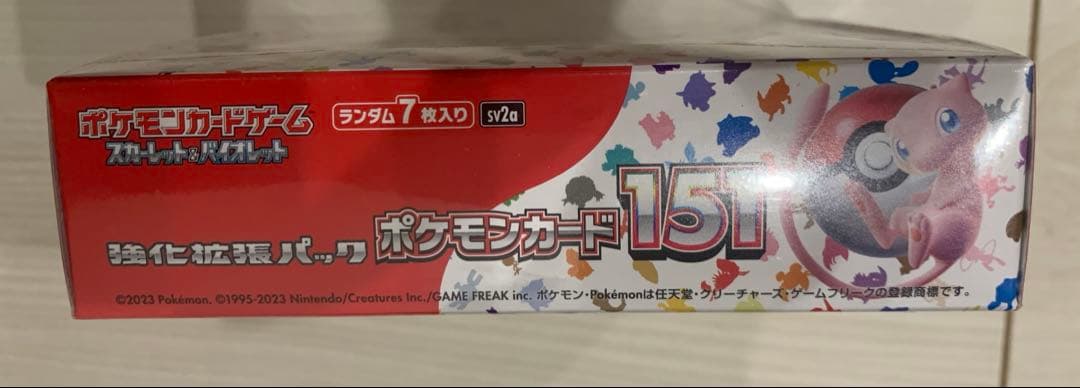 ポケモンカードゲーム
スカーレット&バイオレット
ランダム7枚入り
sv2a
強化拡張パック
ポケモンカード151
©2023 Pokémon. ©1995-2023 Nintendo/Creatures Inc./GAME FREAK inc. ポケモン・Pokémonは任天堂・クリーチャーズ・ゲームフリークの登録商標です。